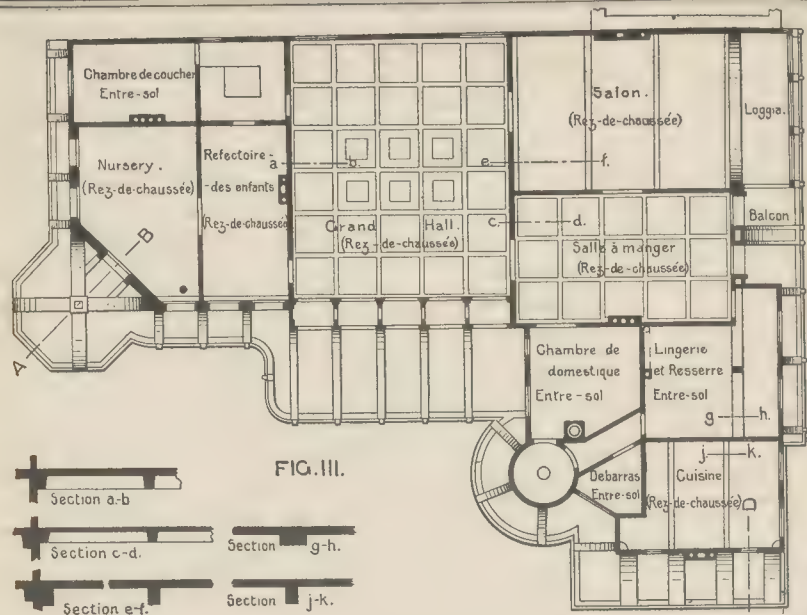 Chambre de coucher
Entre-sol
Nursery.
(Rez-de-chaussée)
Refectoire-
-des enfants
(Rez-de-chaussée
a
b.
Grand Hall.
(Rez-de-chaussée)
e
f.
Salon.
(Rez-de-chaussée)
Loggia.
c
d.
Salle à manger
(Rez-de-chaussée)
Balcon
A
B
Chambre de
domestique
Entre-sol
Lingerie
et Resserre
Entre-sol
g
h.
j
k.
Debarras
Entre-sol
Cuisine
(Rez-de-chaussée)
D
FIG.III.
Section a-b
Section c-d.
Section e-f.
Section g-h.
Section j-k.